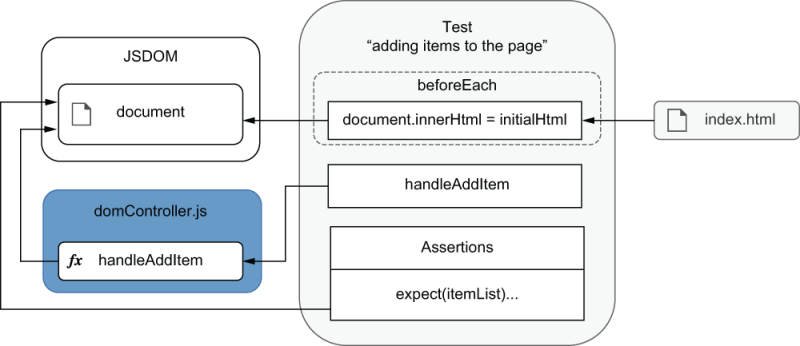 Test
“adding items to the page”
JSDOM
document
beforeEach
document.innerHtml = initialHtml
index.html
handleAddItem
domController.js
fx handleAddItem
Assertions
expect(itemList)...